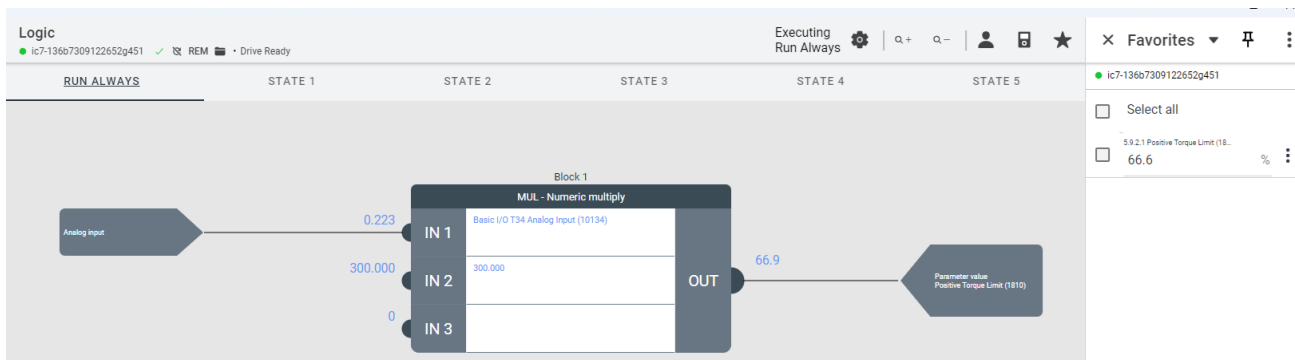 Logic
ic7-136b7309122652g451 REM • Drive Ready
Executing
Run Always
Favorites
RUN ALWAYS
STATE 1
STATE 2
STATE 3
STATE 4
STATE 5
ic7-136b7309122652g451
Select all
5.9.2.1 Positive Torque Limit (18...
66.6 %
Block 1
MUL - Numeric multiply
Analog input
0.223
IN 1
Basic I/O T34 Analog Input (10134)
300.000
IN 2
300.000
0
IN 3
OUT
66.9
Parameter value
Positive Torque Limit (1810)